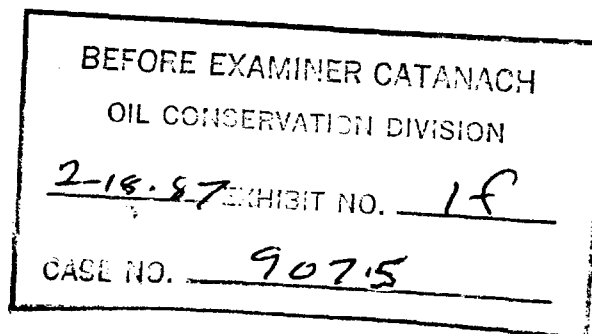 BEFORE EXAMINER CATANACH
OIL CONSERVATION DIVISION
2-18-87 EXHIBIT NO. 1f
CASE NO. 9075